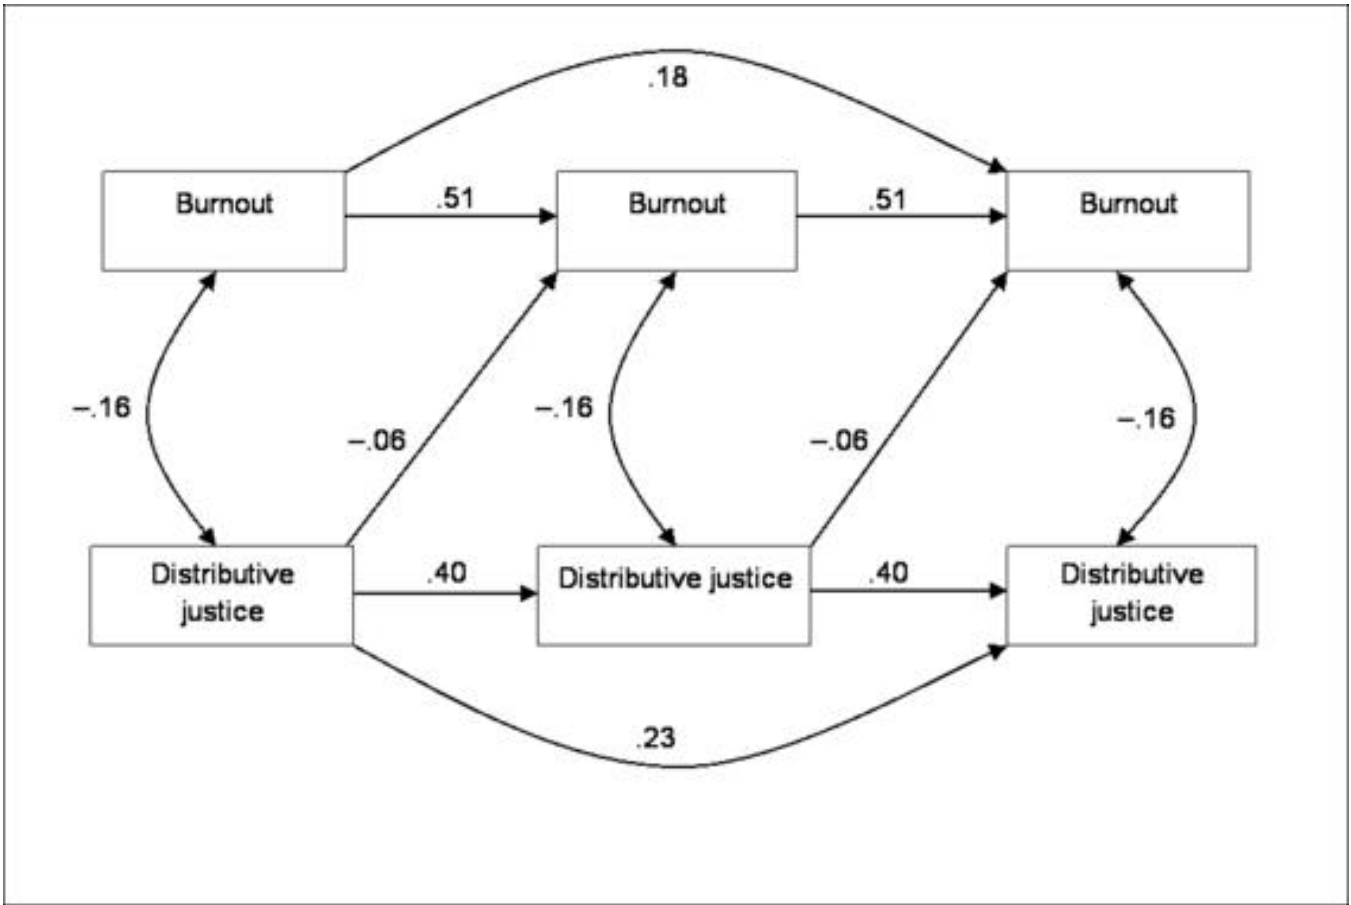 .18
Burnout
.51
Burnout
.51
Burnout
–.16
–.06
–.16
–.06
–.16
Distributive
justice
.40
Distributive justice
.40
Distributive
justice
.23